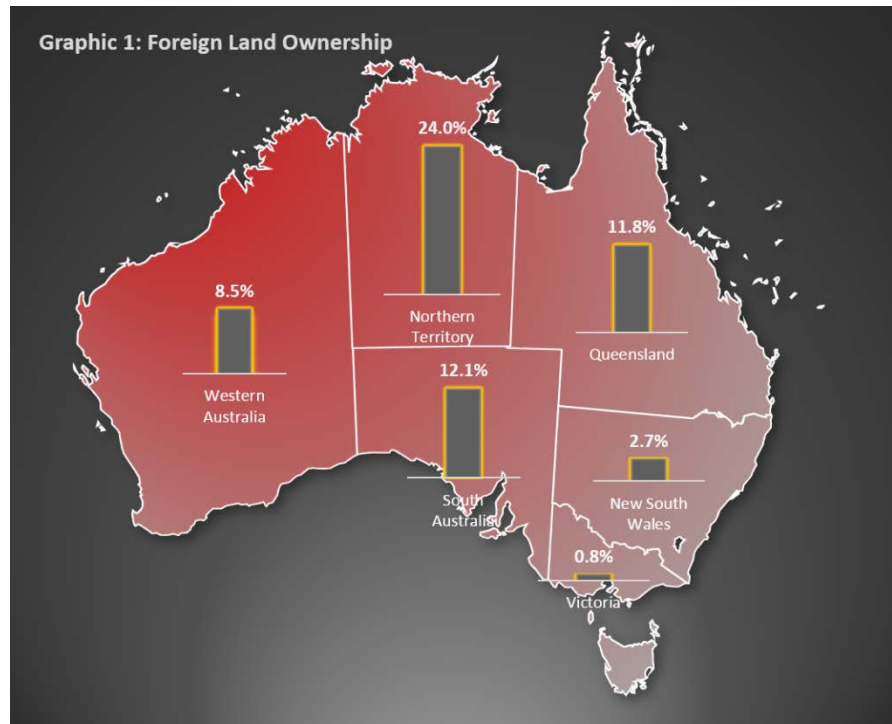 Graphic 1: Foreign Land Ownership
24.0%
Northern
Territory
11.8%
Queensland
8.5%
Western
Australia
12.1%
South
Australia
2.7%
New South
Wales
0.8%
Victoria